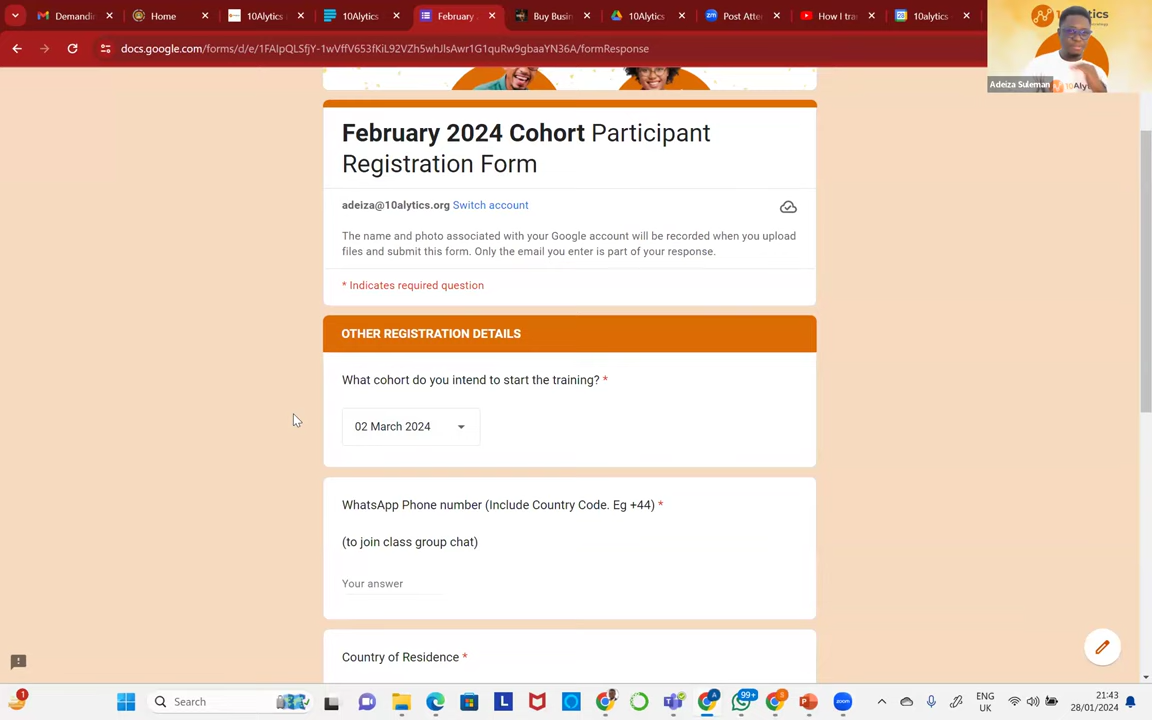 Demandin
Home
10Alytics
10Alytics
February
Buy Busin
10Alytics
Post Atte
How I tra
10alytics
docs.google.com/forms/d/e/1FAIpQLSfjY-1wVffV653fKiL92VZh5whJlsAwr1G1quRw9gbaaYN36A/formResponse
Adeiza Suleman
February 2024 Cohort Participant
Registration Form
adeiza@10alytics.org Switch account
The name and photo associated with your Google account will be recorded when you upload
files and submit this form. Only the email you enter is part of your response.
* Indicates required question
OTHER REGISTRATION DETAILS
What cohort do you intend to start the training? *
02 March 2024
WhatsApp Phone number (Include Country Code. Eg +44) *
(to join class group chat)
Your answer
Country of Residence *
1
Search
99+
ENG
UK
21:43
28/01/2024